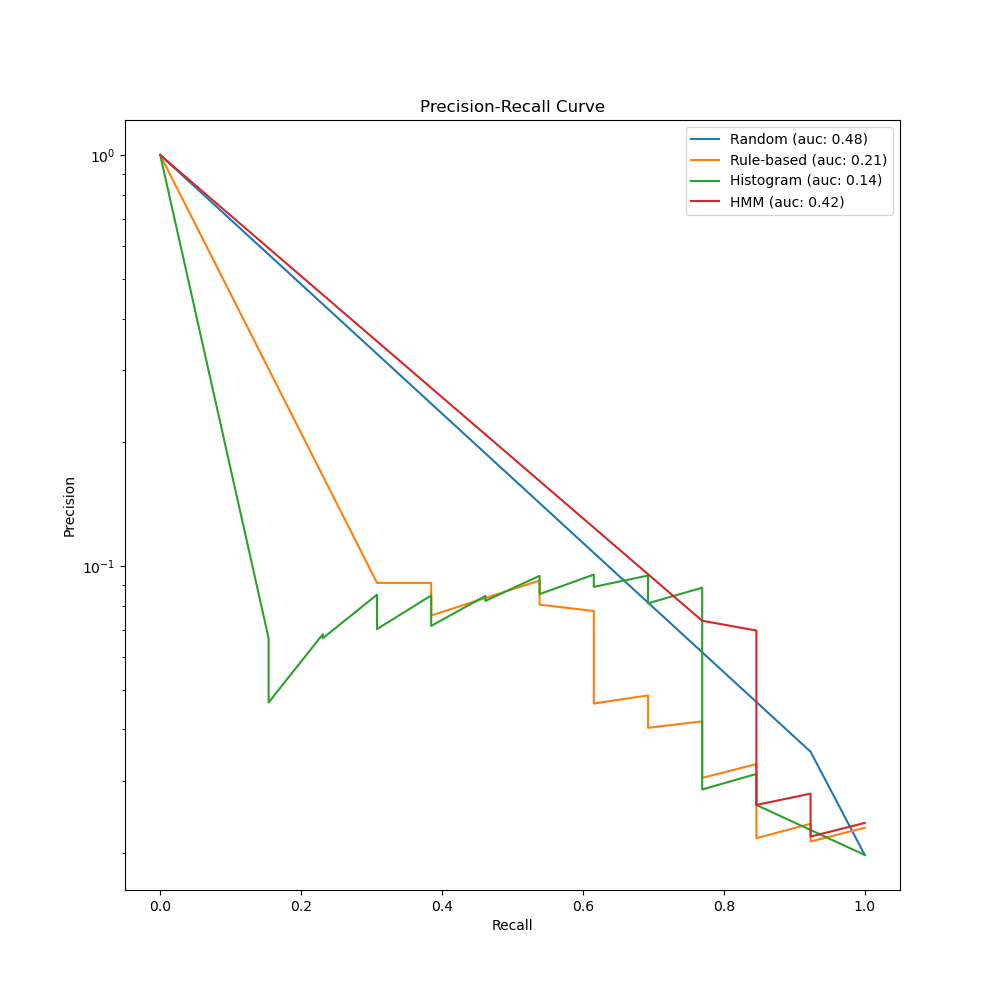 Precision-Recall Curve
Random (auc: 0.48)
Rule-based (auc: 0.21)
Histogram (auc: 0.14)
HMM (auc: 0.42)
10⁰
10⁻¹
Precision
0.0 0.2 0.4 0.6 0.8 1.0
Recall